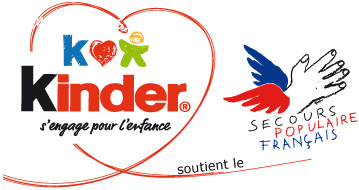 Kinder®
s'engage pour l'enfance
soutient le
SECOURS
POPULAIRE
FRANÇAIS